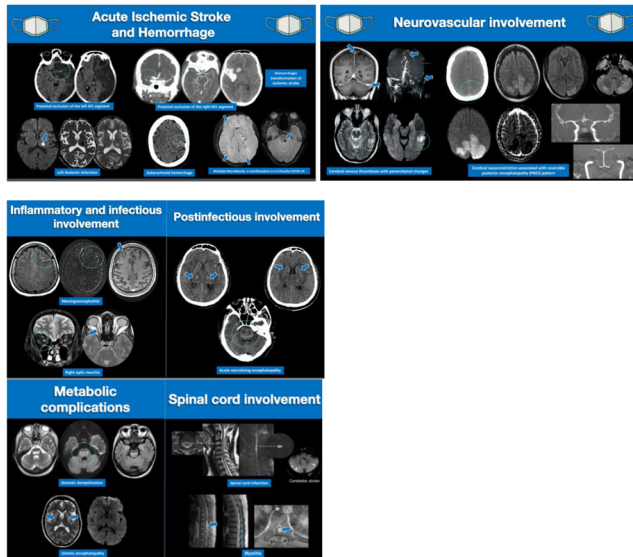 Acute Ischemic Stroke
and Hemorrhage
Proximal occlusion of the left M1 segment
Proximal occlusion of the right M1 segment
Hemorrhagic
transformation of
ischemic stroke
Left thalamic infarction
Subarachnoid hemorrhage
Neurovascular involvement
Cerebral venous thrombosis with parenchymal changes
Cerebral vasoconstriction associated with reversible
posterior encephalopathy (PRES) pattern
Inflammatory and infectious
involvement
Meningoencephalitis
Right optic neuritis
Postinfectious involvement
Acute necrotizing encephalopathy
Metabolic
complications
Osmotic demyelination
Uremic encephalopathy
Spinal cord involvement
Spinal cord infarction
Cerebellar stroke
Myelitis